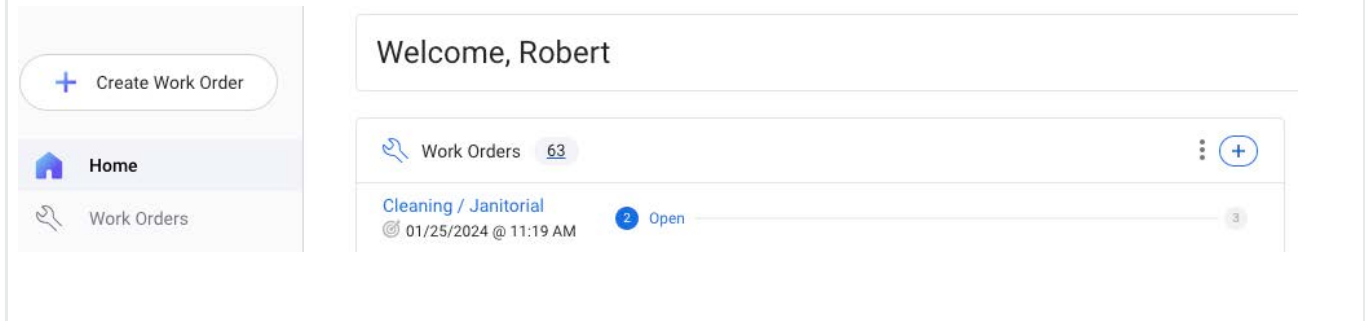 Create Work Order
Home
Work Orders
Welcome, Robert
Work Orders 63
Cleaning / Janitorial
01/25/2024 @ 11:19 AM
2 Open 3